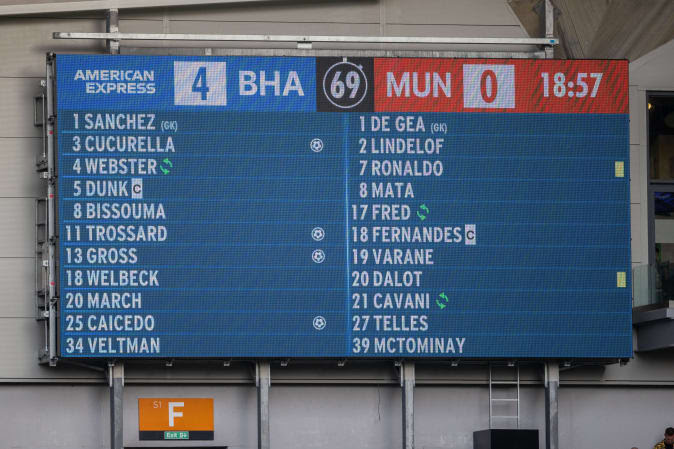 AMERICAN EXPRESS 4 BHA 69 MUN 0 18:57
1 SANCHEZ (GK)
3 CUCURELLA
4 WEBSTER
5 DUNK C
8 BISSOUMA
11 TROSSARD
13 GROSS
18 WELBECK
20 MARCH
25 CAICEDO
34 VELTMAN
1 DE GEA (GK)
2 LINDELOF
7 RONALDO
8 MATA
17 FRED
18 FERNANDES C
19 VARANE
20 DALOT
21 CAVANI
27 TELLES
39 MCTOMINAY
S1 F
Exit D